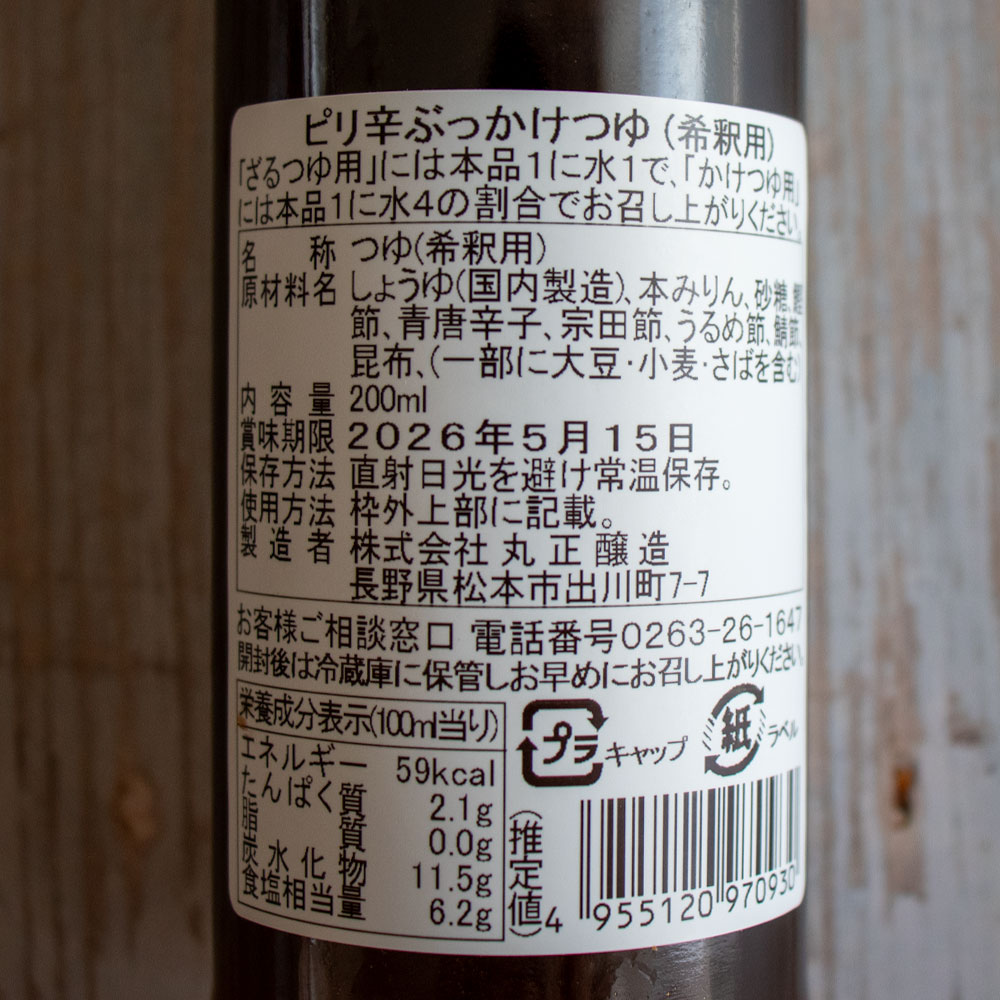 ピリ辛ぶっかけつゆ(希釈用)
「ざるつゆ用」には本品1に水1で、「かけつゆ用」
には本品1に水4の割合でお召し上がりください。
名称 つゆ(希釈用)
原材料名 しょうゆ(国内製造)、本みりん、砂糖、鰹
節、青唐辛子、宗田節、うるめ節、鯖節、
昆布、(一部に大豆・小麦・さばを含む)
内容量 200ml
賞味期限 2026年5月15日
保存方法 直射日光を避け常温保存。
使用方法 枠外上部に記載。
製造者 株式会社丸正醸造
長野県松本市出川町7-7
お客様ご相談窓口 電話番号0263-26-1647
開封後は冷蔵庫に保管しお早めにお召し上がりください。
栄養成分表示(100ml当り)
エネルギー 59kcal
たんぱく質 2.1g
脂質 0.0g
炭水化物 11.5g
食塩相当量 6.2g
(推定値)
プラ キャップ
紙 ラベル
4 955120 970930